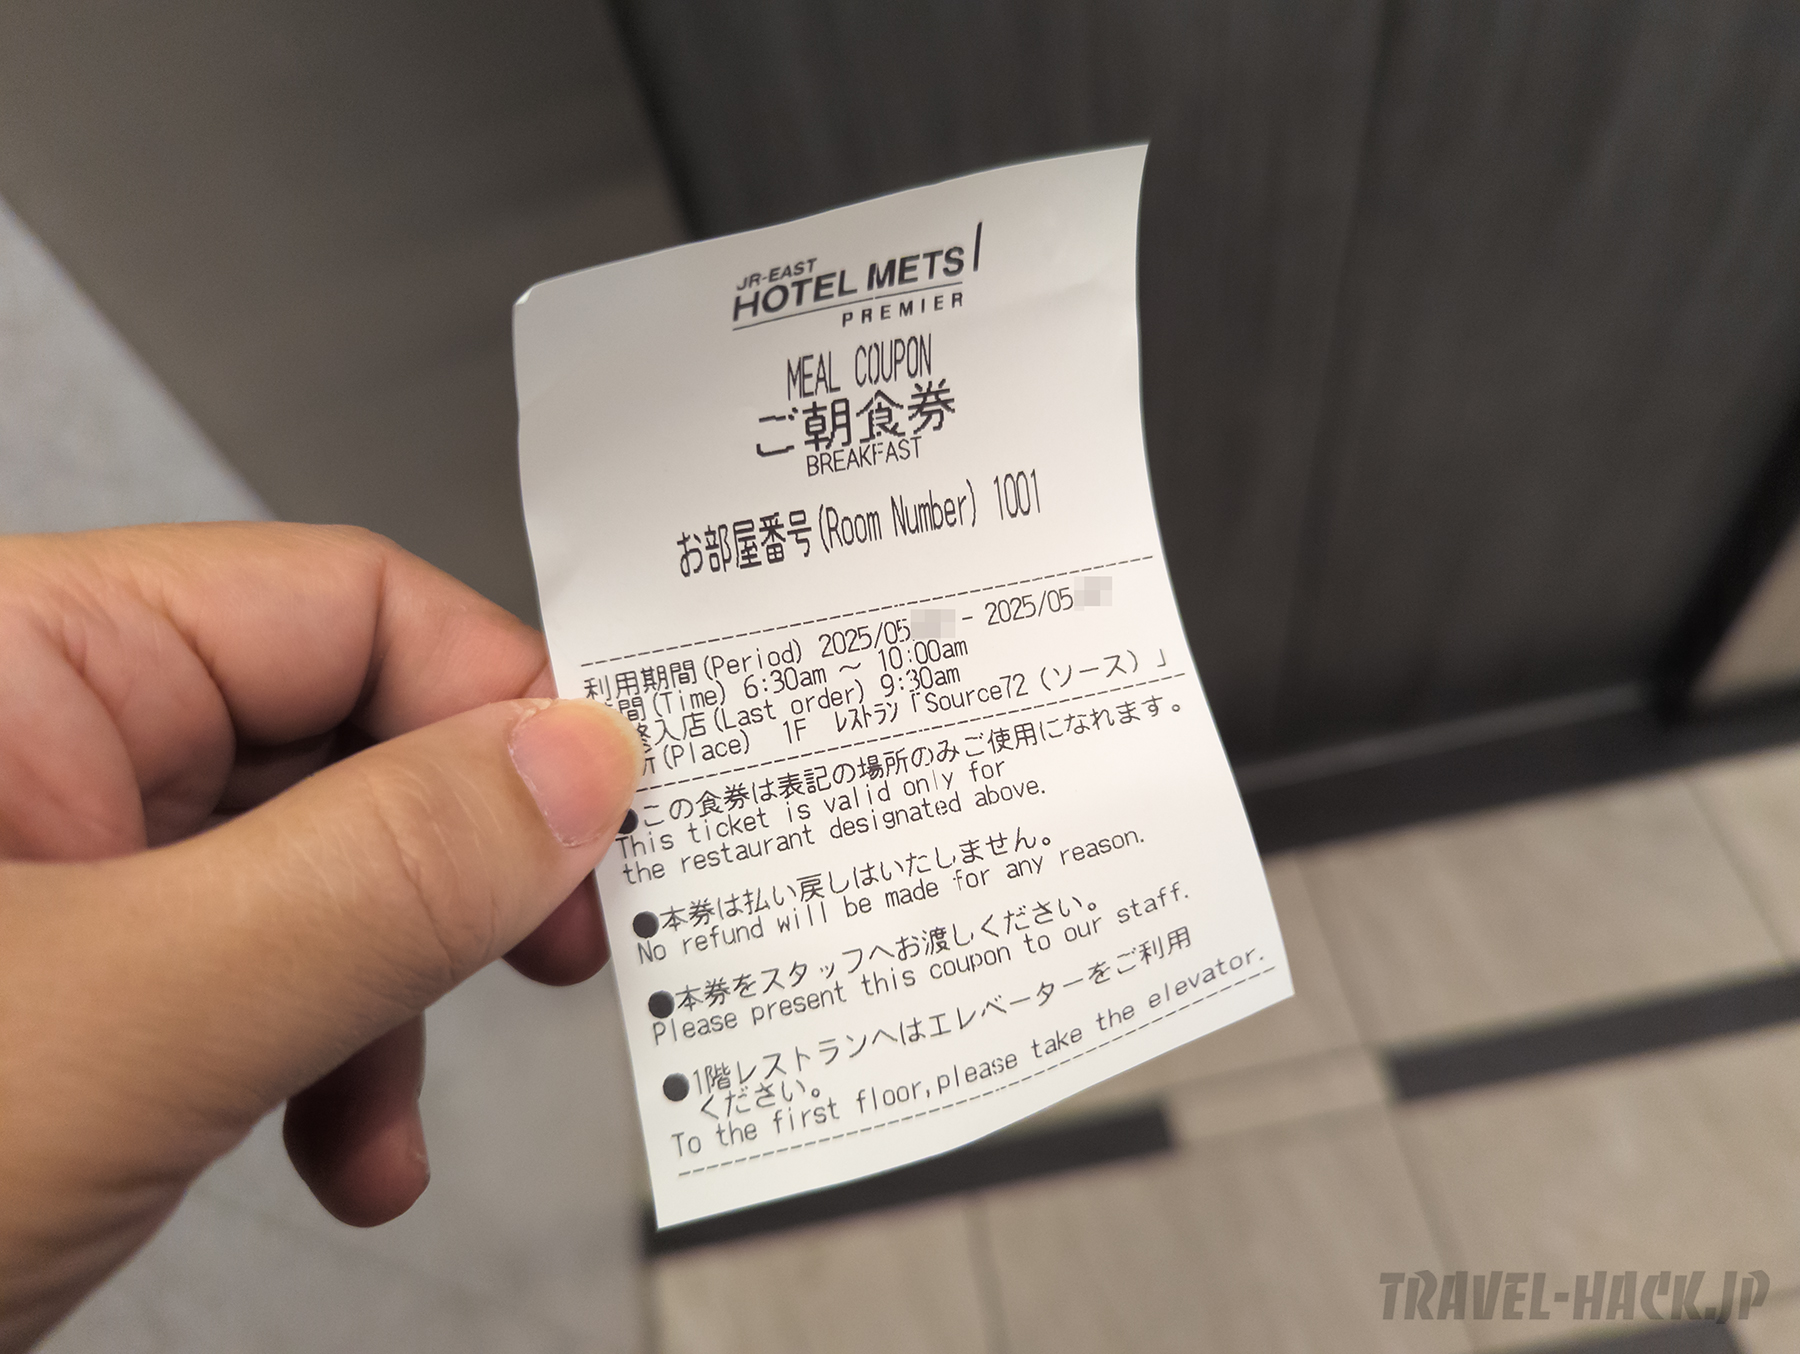 JR-EAST
HOTEL METS
PREMIER
MEAL COUPON
ご朝食券
BREAKFAST
お部屋番号(Room Number) 1001
利用期間(Period) 2025/05 - 2025/05
間(Time) 6:30am ～ 10:00am
入店(Last order) 9:30am
所(Place) 1F レストラン「Source72（ソース）」
●この食券は表記の場所のみご使用になれます。
This ticket is valid only for
the restaurant designated above.
●本券は払い戻しはいたしません。
No refund will be made for any reason.
●本券をスタッフへお渡しください。
Please present this coupon to our staff.
●1階レストランへはエレベーターをご利用
ください。
To the first floor,please take the elevator.
TRAVEL-HACK.JP